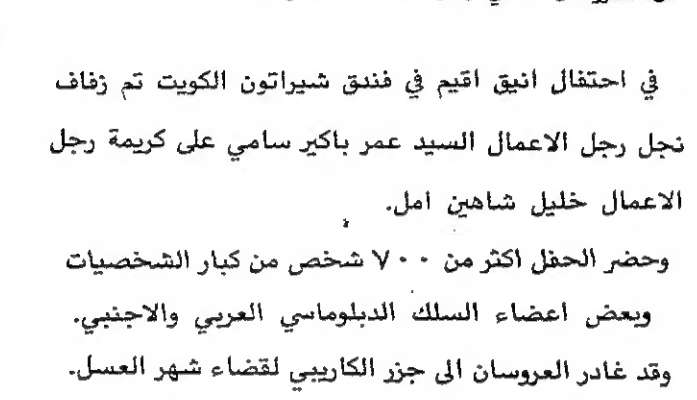 في احتفال انيق اقيم في فندق شيراتون الكويت تم زفاف
نجل رجل الاعمال السيد عمر باكير سامي على كريمة رجل
الاعمال خليل شاهين امل.
وحضر الحفل اكثر من ٧٠٠ شخص من كبار الشخصيات
وبعض اعضاء السلك الدبلوماسي العربي والاجنبي.
وقد غادر العروسان الى جزر الكاريبي لقضاء شهر العسل.